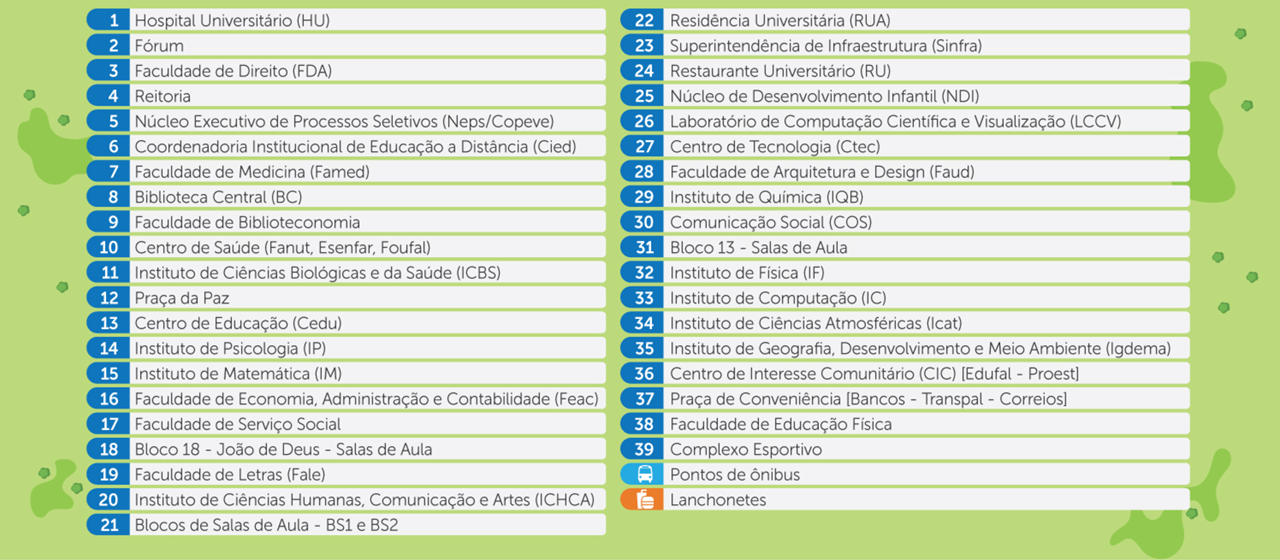 1 Hospital Universitário (HU)
2 Fórum
3 Faculdade de Direito (FDA)
4 Reitoria
5 Núcleo Executivo de Processos Seletivos (Neps/Copeve)
6 Coordenadoria Institucional de Educação a Distância (Cied)
7 Faculdade de Medicina (Famed)
8 Biblioteca Central (BC)
9 Faculdade de Biblioteconomia
10 Centro de Saúde (Fanut, Esenfar, Foufal)
11 Instituto de Ciências Biológicas e da Saúde (ICBS)
12 Praça da Paz
13 Centro de Educação (Cedu)
14 Instituto de Psicologia (IP)
15 Instituto de Matemática (IM)
16 Faculdade de Economia, Administração e Contabilidade (Feac)
17 Faculdade de Serviço Social
18 Bloco 18 - João de Deus - Salas de Aula
19 Faculdade de Letras (Fale)
20 Instituto de Ciências Humanas, Comunicação e Artes (ICHCA)
21 Blocos de Salas de Aula - BS1 e BS2
22 Residência Universitária (RUA)
23 Superintendência de Infraestrutura (Sinfra)
24 Restaurante Universitário (RU)
25 Núcleo de Desenvolvimento Infantil (NDI)
26 Laboratório de Computação Científica e Visualização (LCCV)
27 Centro de Tecnologia (Ctec)
28 Faculdade de Arquitetura e Design (Faud)
29 Instituto de Química (IQB)
30 Comunicação Social (COS)
31 Bloco 13 - Salas de Aula
32 Instituto de Física (IF)
33 Instituto de Computação (IC)
34 Instituto de Ciências Atmosféricas (Icat)
35 Instituto de Geografia, Desenvolvimento e Meio Ambiente (Igdema)
36 Centro de Interesse Comunitário (CIC) [Edufal - Proest]
37 Praça de Conveniência [Bancos - Transpal - Correios]
38 Faculdade de Educação Física
39 Complexo Esportivo
Pontos de ônibus
Lanchonetes